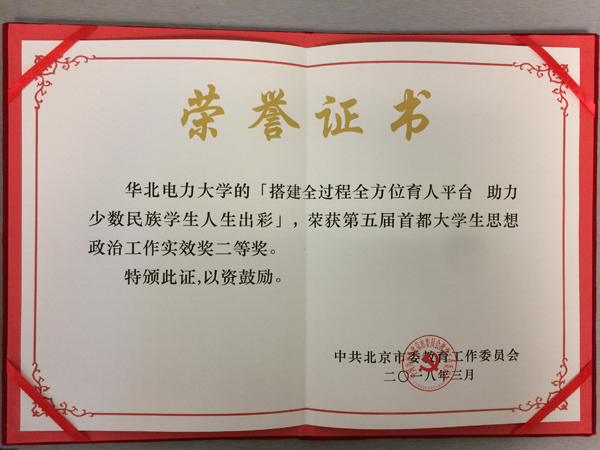 荣誉证书
华北电力大学的「搭建全过程全方位育人平台 助力
少数民族学生人生出彩」，荣获第五届首都大学生思想
政治工作实效奖二等奖。
特颁此证,以资鼓励。
中共北京市委教育工作委员会
二〇一八年三月